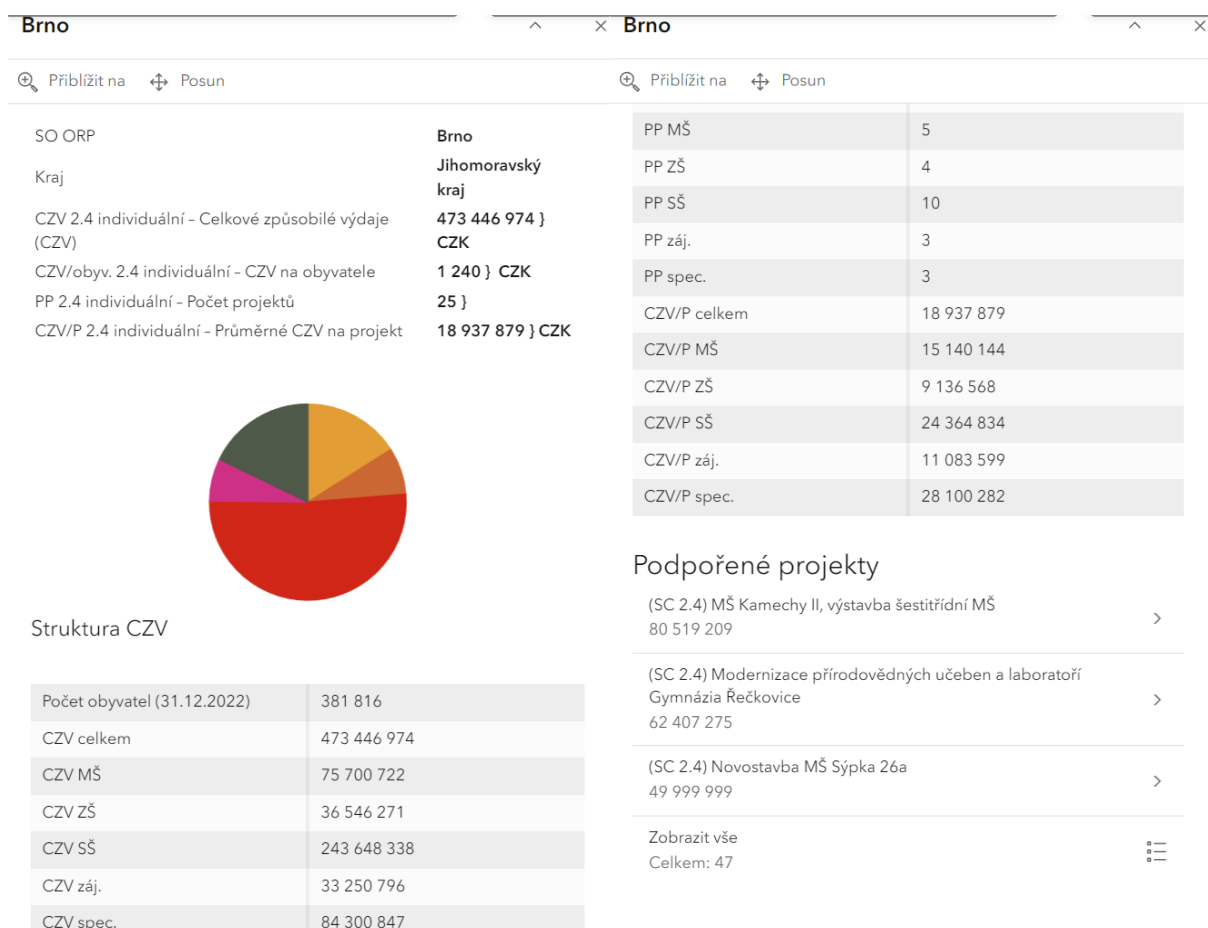 Brno
Přiblížit na Posun
SO ORP Brno
Kraj Jihomoravský
kraj
CZV 2.4 individuální – Celkové způsobilé výdaje 473 446 974 }
(CZV) CZK
CZV/obyv. 2.4 individuální – CZV na obyvatele 1 240 } CZK
PP 2.4 individuální – Počet projektů 25 }
CZV/P 2.4 individuální – Průměrné CZV na projekt 18 937 879 } CZK
Struktura CZV
Počet obyvatel (31.12.2022) 381 816
CZV celkem 473 446 974
CZV MŠ 75 700 722
CZV ZŠ 36 546 271
CZV SŠ 243 648 338
CZV záj. 33 250 796
CZV spec. 84 300 847
Brno
Přiblížit na Posun
PP MŠ 5
PP ZŠ 4
PP SŠ 10
PP záj. 3
PP spec. 3
CZV/P celkem 18 937 879
CZV/P MŠ 15 140 144
CZV/P ZŠ 9 136 568
CZV/P SŠ 24 364 834
CZV/P záj. 11 083 599
CZV/P spec. 28 100 282
Podpořené projekty
(SC 2.4) MŠ Kamechy II, výstavba šestitřídní MŠ
80 519 209
(SC 2.4) Modernizace přírodovědných učeben a laboratoří
Gymnázia Řečkovice
62 407 275
(SC 2.4) Novostavba MŠ Sýpka 26a
49 999 999
Zobrazit vše
Celkem: 47